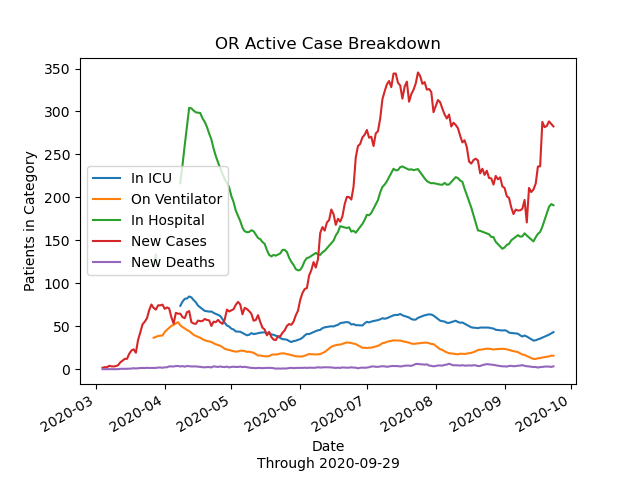 OR Active Case Breakdown
350
300
250
200
150
100
50
0
Patients in Category
In ICU
On Ventilator
In Hospital
New Cases
New Deaths
2020-03
2020-04
2020-05
2020-06
2020-07
2020-08
2020-09
2020-10
Date
Through 2020-09-29